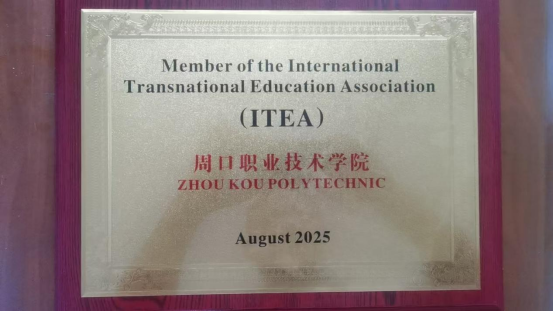 Member of the International
Transnational Education Association
(ITEA)
周口职业技术学院
ZHOU KOU POLYTECHNIC
August 2025